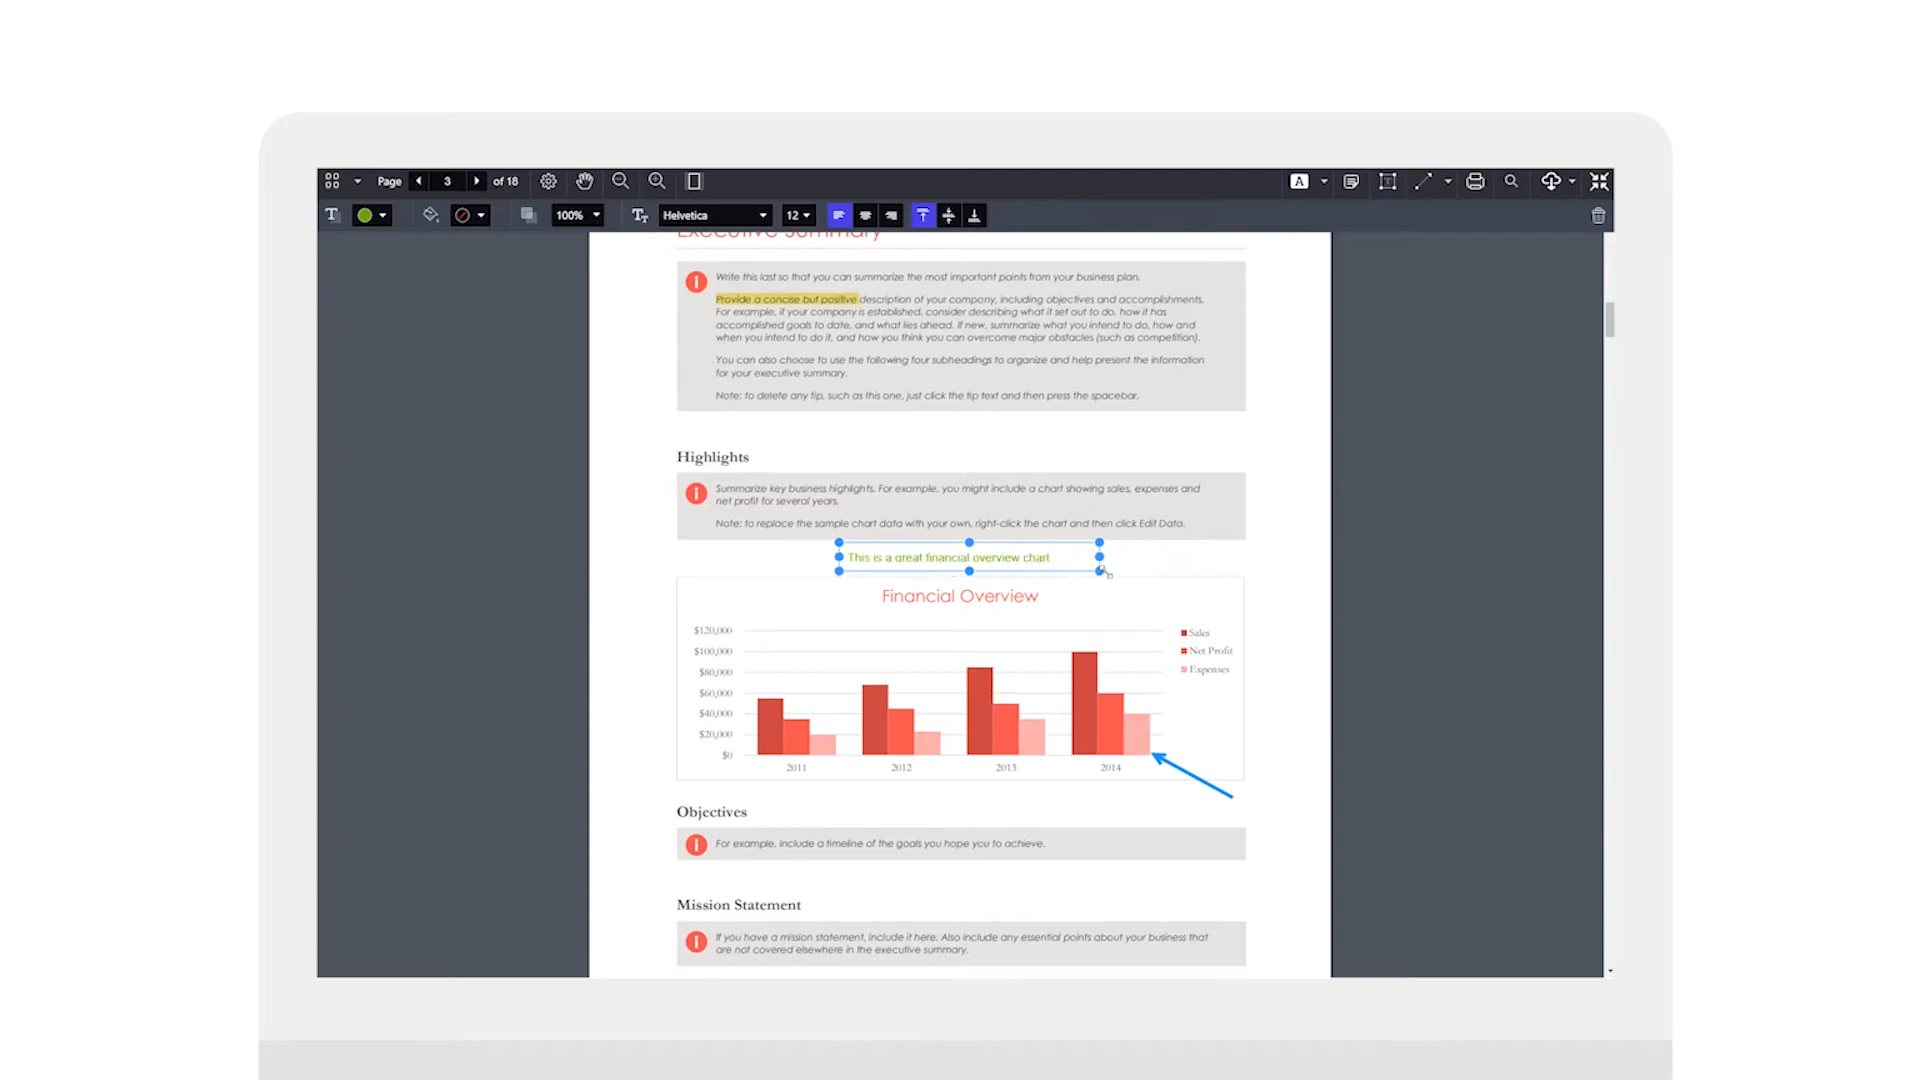 Page 3 of 18
A
T 100% Tт Helvetica 12
Executive Summary
Write this last so that you can summarize the most important points from your business plan.
Provide a concise but positive description of your company, including objectives and accomplishments.
For example, if your company is established, consider describing what it set out to do, how it has
accomplished goals to date, and what lies ahead. If new, summarize what you intend to do, how and
when you intend to do it, and how you think you can overcome major obstacles (such as competition).
You can also choose to use the following four subheadings to organize and help present the information
for your executive summary.
Note: to delete any tip, such as this one, just click the tip text and then press the spacebar.
Highlights
Summarize key business highlights. For example, you might include a chart showing sales, expenses and
net profit for several years.
Note: to replace the sample chart data with your own, right-click the chart and then click Edit Data.
This is a great financial overview chart
Financial Overview
$120,000
$100,000
$80,000
$60,000
$40,000
$20,000
$0
2011 2012 2013 2014
Sales
Net Profit
Expenses
Objectives
For example, include a timeline of the goals you hope you to achieve.
Mission Statement
If you have a mission statement, include it here. Also include any essential points about your business that
are not covered elsewhere in the executive summary.